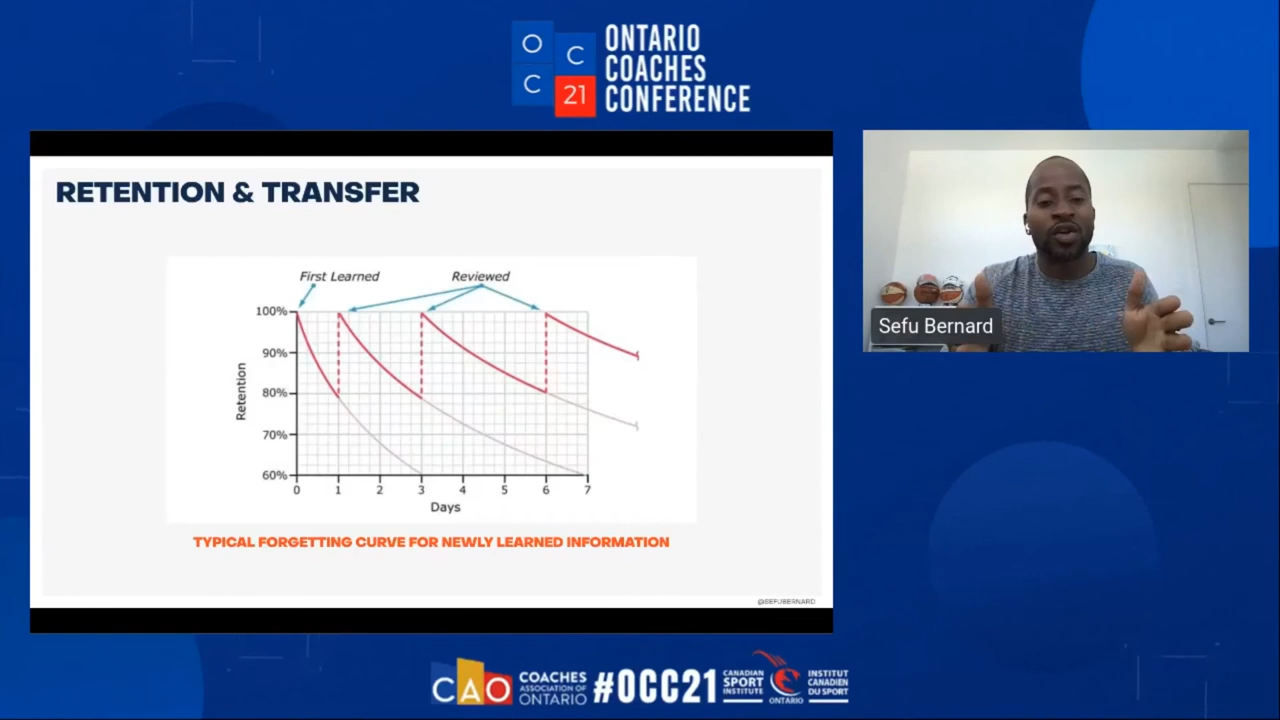 O
C
C
21
ONTARIO
COACHES
CONFERENCE
RETENTION & TRANSFER
First Learned
Reviewed
100%
90%
80%
70%
60%
Retention
0 1 2 3 4 5 6 7
Days
TYPICAL FORGETTING CURVE FOR NEWLY LEARNED INFORMATION
@SEFUBERNARD
Sefu Bernard
CAO
COACHES
ASSOCIATION OF
ONTARIO
#OCC21
CANADIAN
SPORT
INSTITUTE
ONTARIO
INSTITUT
CANADIEN
DU SPORT